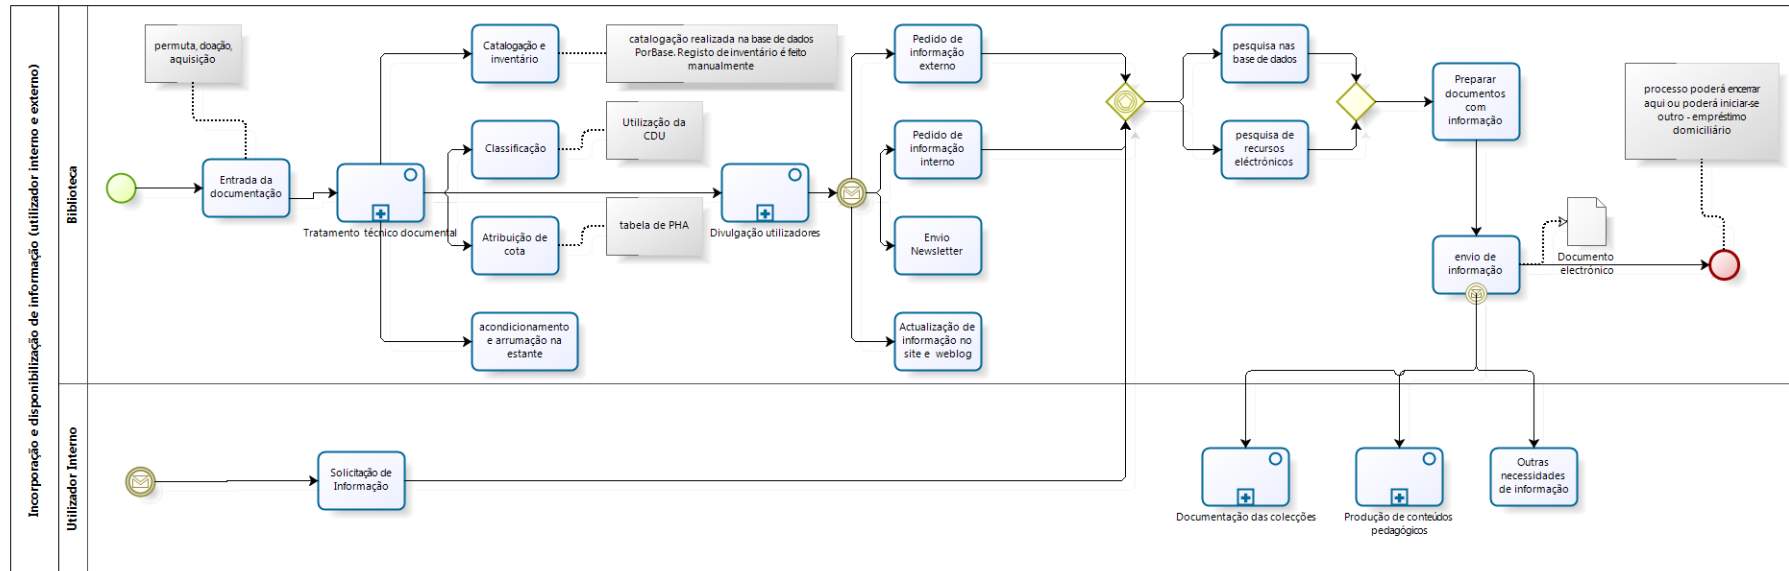 Incorporação e disponibilização de informação (utilizador interno e externo)
Biblioteca
permuta, doação,
aquisição
Entrada da
documentação
Tratamento técnico documental
Catalogação e
inventário
catalogação realizada na base de dados
PorBase. Registo de inventário é feito
manualmente
Classificação
Utilização da
CDU
Atribuição de
cota
tabela de PHA
acondicionamento
e arrumação na
estante
Divulgação utilizadores
Pedido de
informação
externo
Pedido de
informação
interno
Envio
Newsletter
Actualização de
informação no
site e weblog
pesquisa nas
base de dados
pesquisa de
recursos
eléctrónicos
Preparar
documentos
com
informação
envio de
informação
Documento
electrónico
processo poderá encerrar
aqui ou poderá iniciar-se
outro - empréstimo
domiciliário
Utilizador Interno
Solicitação de
Informação
Documentação das colecções
Produção de conteúdos
pedagógicos
Outras
necessidades
de informação